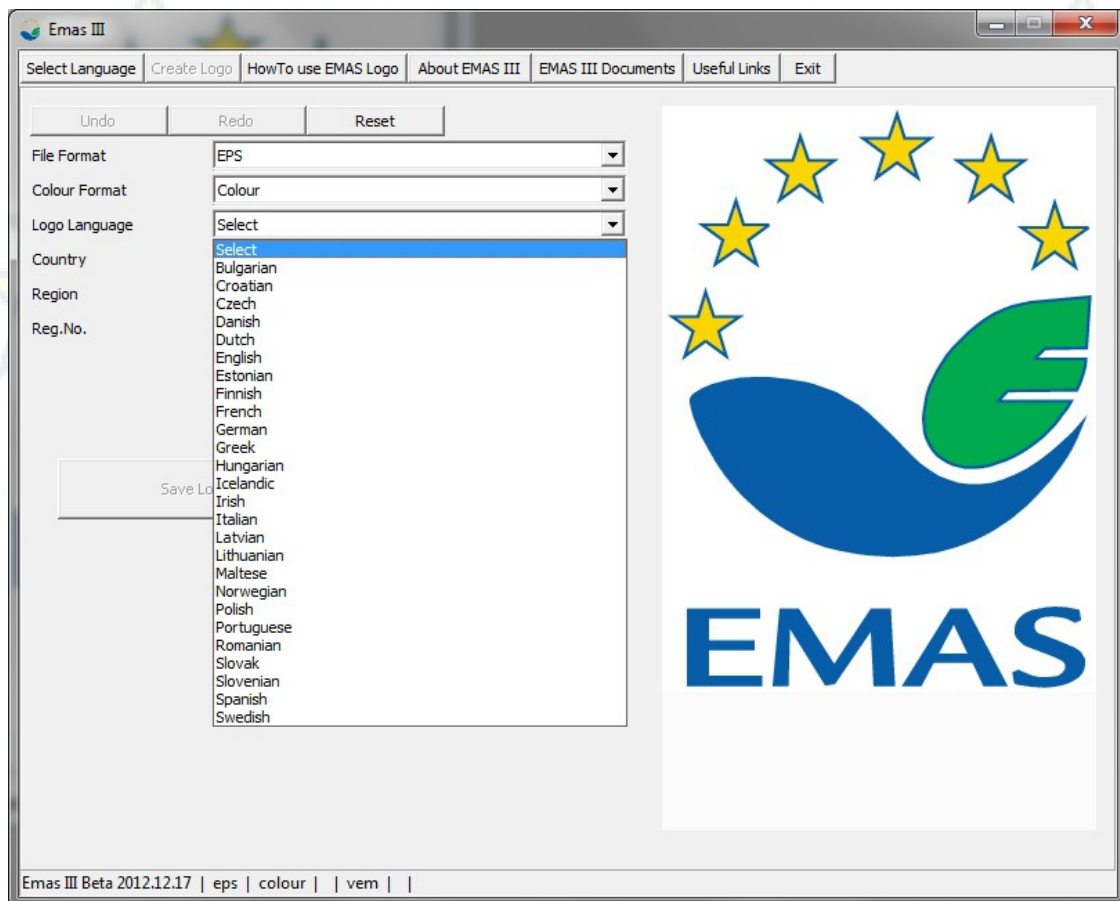 Emas III
Select Language Create Logo HowTo use EMAS Logo About EMAS III EMAS III Documents Useful Links Exit
Undo Redo Reset
File Format EPS
Colour Format Colour
Logo Language Select
Country
Region
Reg.No.
Select
Bulgarian
Croatian
Czech
Danish
Dutch
English
Estonian
Finnish
French
German
Greek
Hungarian
Icelandic
Irish
Italian
Latvian
Lithuanian
Maltese
Norwegian
Polish
Portuguese
Romanian
Slovak
Slovenian
Spanish
Swedish
Save Lo
EMAS
Emas III Beta 2012.12.17 | eps | colour | | vem | |